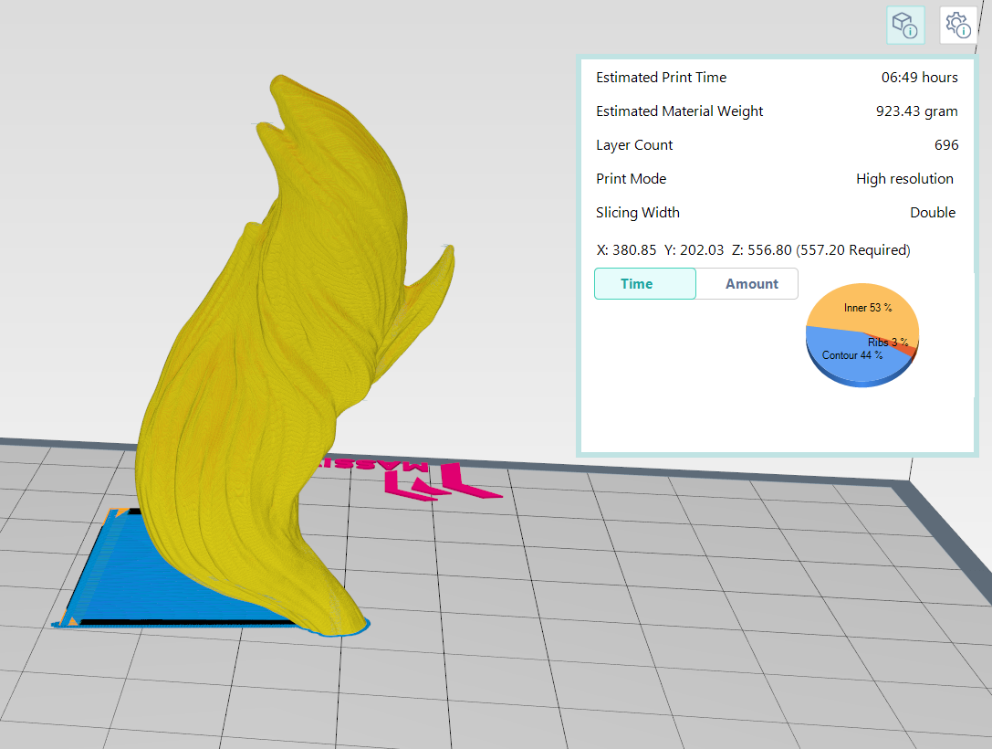 Estimated Print Time 06:49 hours
Estimated Material Weight 923.43 gram
Layer Count 696
Print Mode High resolution
Slicing Width Double
X: 380.85 Y: 202.03 Z: 556.80 (557.20 Required)
Time Amount
Inner 53 %
Ribs 3 %
Contour 44 %